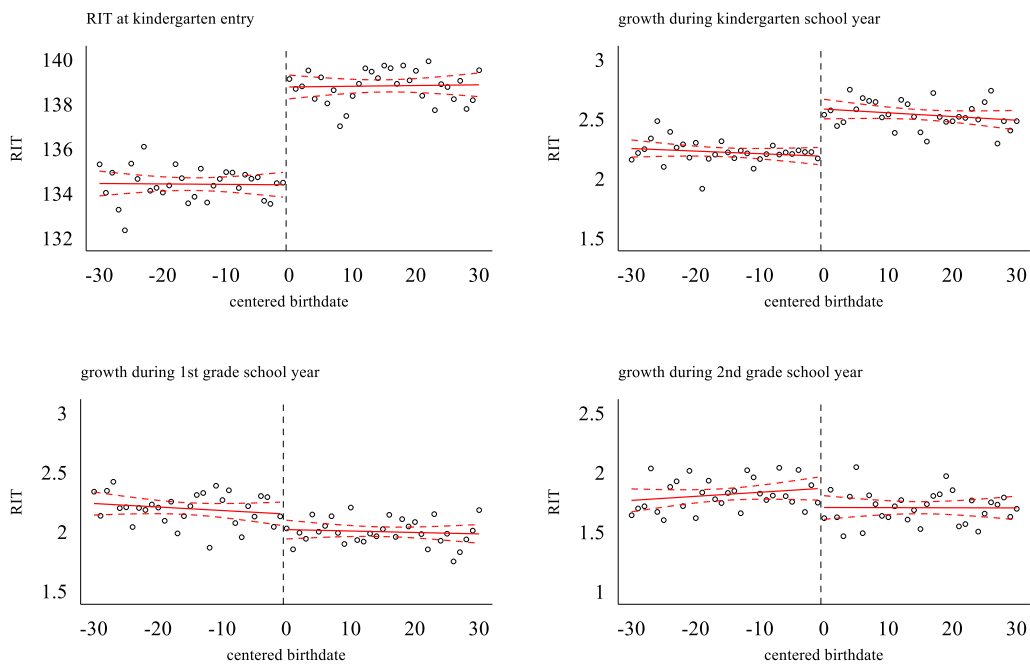 RIT at kindergarten entry
140
138
136
134
132
RIT
-30 -20 -10 0 10 20 30
centered birthdate
growth during kindergarten school year
3
2.5
2
1.5
RIT
-30 -20 -10 0 10 20 30
centered birthdate
growth during 1st grade school year
3
2.5
2
1.5
RIT
-30 -20 -10 0 10 20 30
centered birthdate
growth during 2nd grade school year
2.5
2
1.5
1
RIT
-30 -20 -10 0 10 20 30
centered birthdate